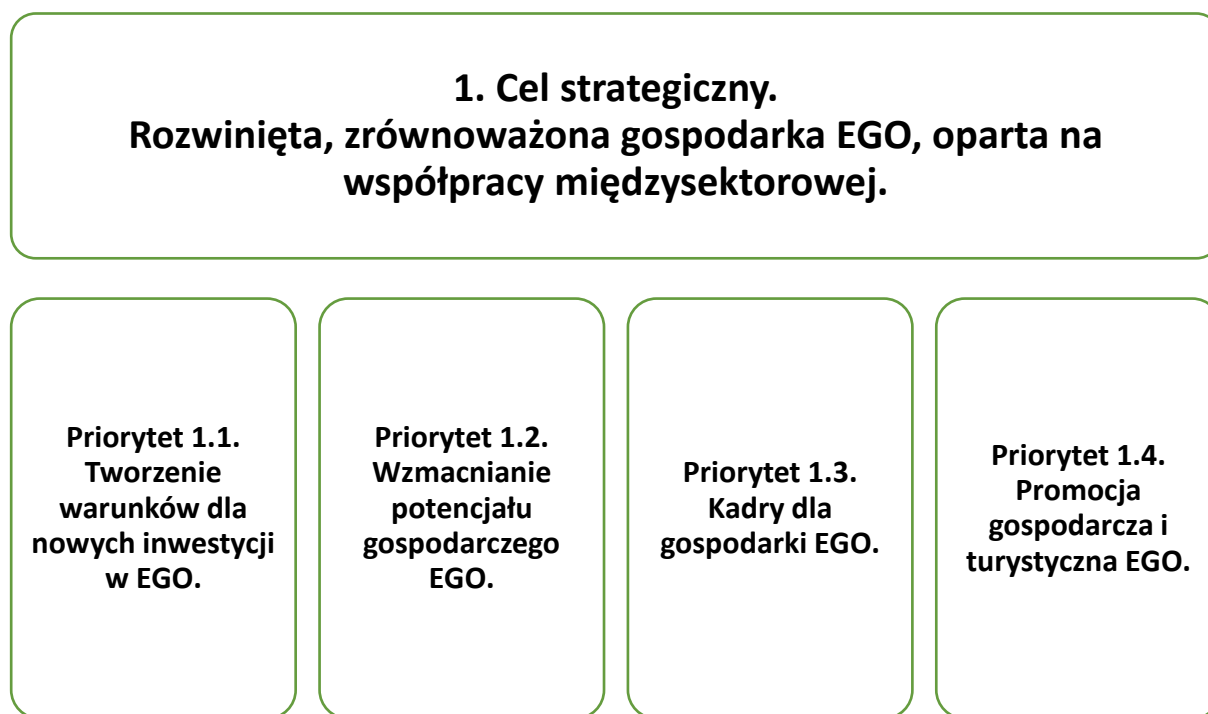 1. Cel strategiczny.
Rozwinięta, zrównoważona gospodarka EGO, oparta na
współpracy międzysektorowej.
Priorytet 1.1.
Tworzenie
warunków dla
nowych inwestycji
w EGO.
Priorytet 1.2.
Wzmacnianie
potencjału
gospodarczego
EGO.
Priorytet 1.3.
Kadry dla
gospodarki EGO.
Priorytet 1.4.
Promocja
gospodarcza i
turystyczna EGO.